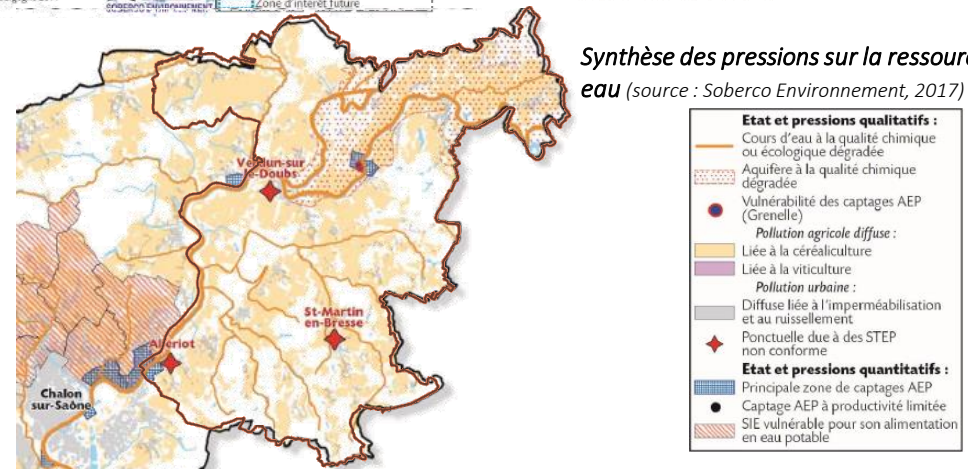 SOBERCO ENVIRONNEMENT
Zone d'intérêt future
Synthèse des pressions sur la
eau (source : Soberco Environnement, 2017)
Etat et pressions qualitatifs :
Cours d'eau à la qualité chimique
ou écologique dégradée
Aquifère à la qualité chimique
dégradée
Vulnérabilité des captages AEP
(Grenelle)
Pollution agricole diffuse :
Liée à la céréaliculture
Liée à la viticulture
Pollution urbaine :
Diffuse liée à l'imperméabilisation
et au ruissellement
Ponctuelle due à des STEP
non conforme
Etat et pressions quantitatifs :
Principale zone de captages AEP
Captage AEP à productivité limitée
SIE vulnérable pour son alimentation
en eau potable
Verdun-sur
le-Doubs
St-Martin
en-Bresse
Allériot
Chalon
sur-Saône